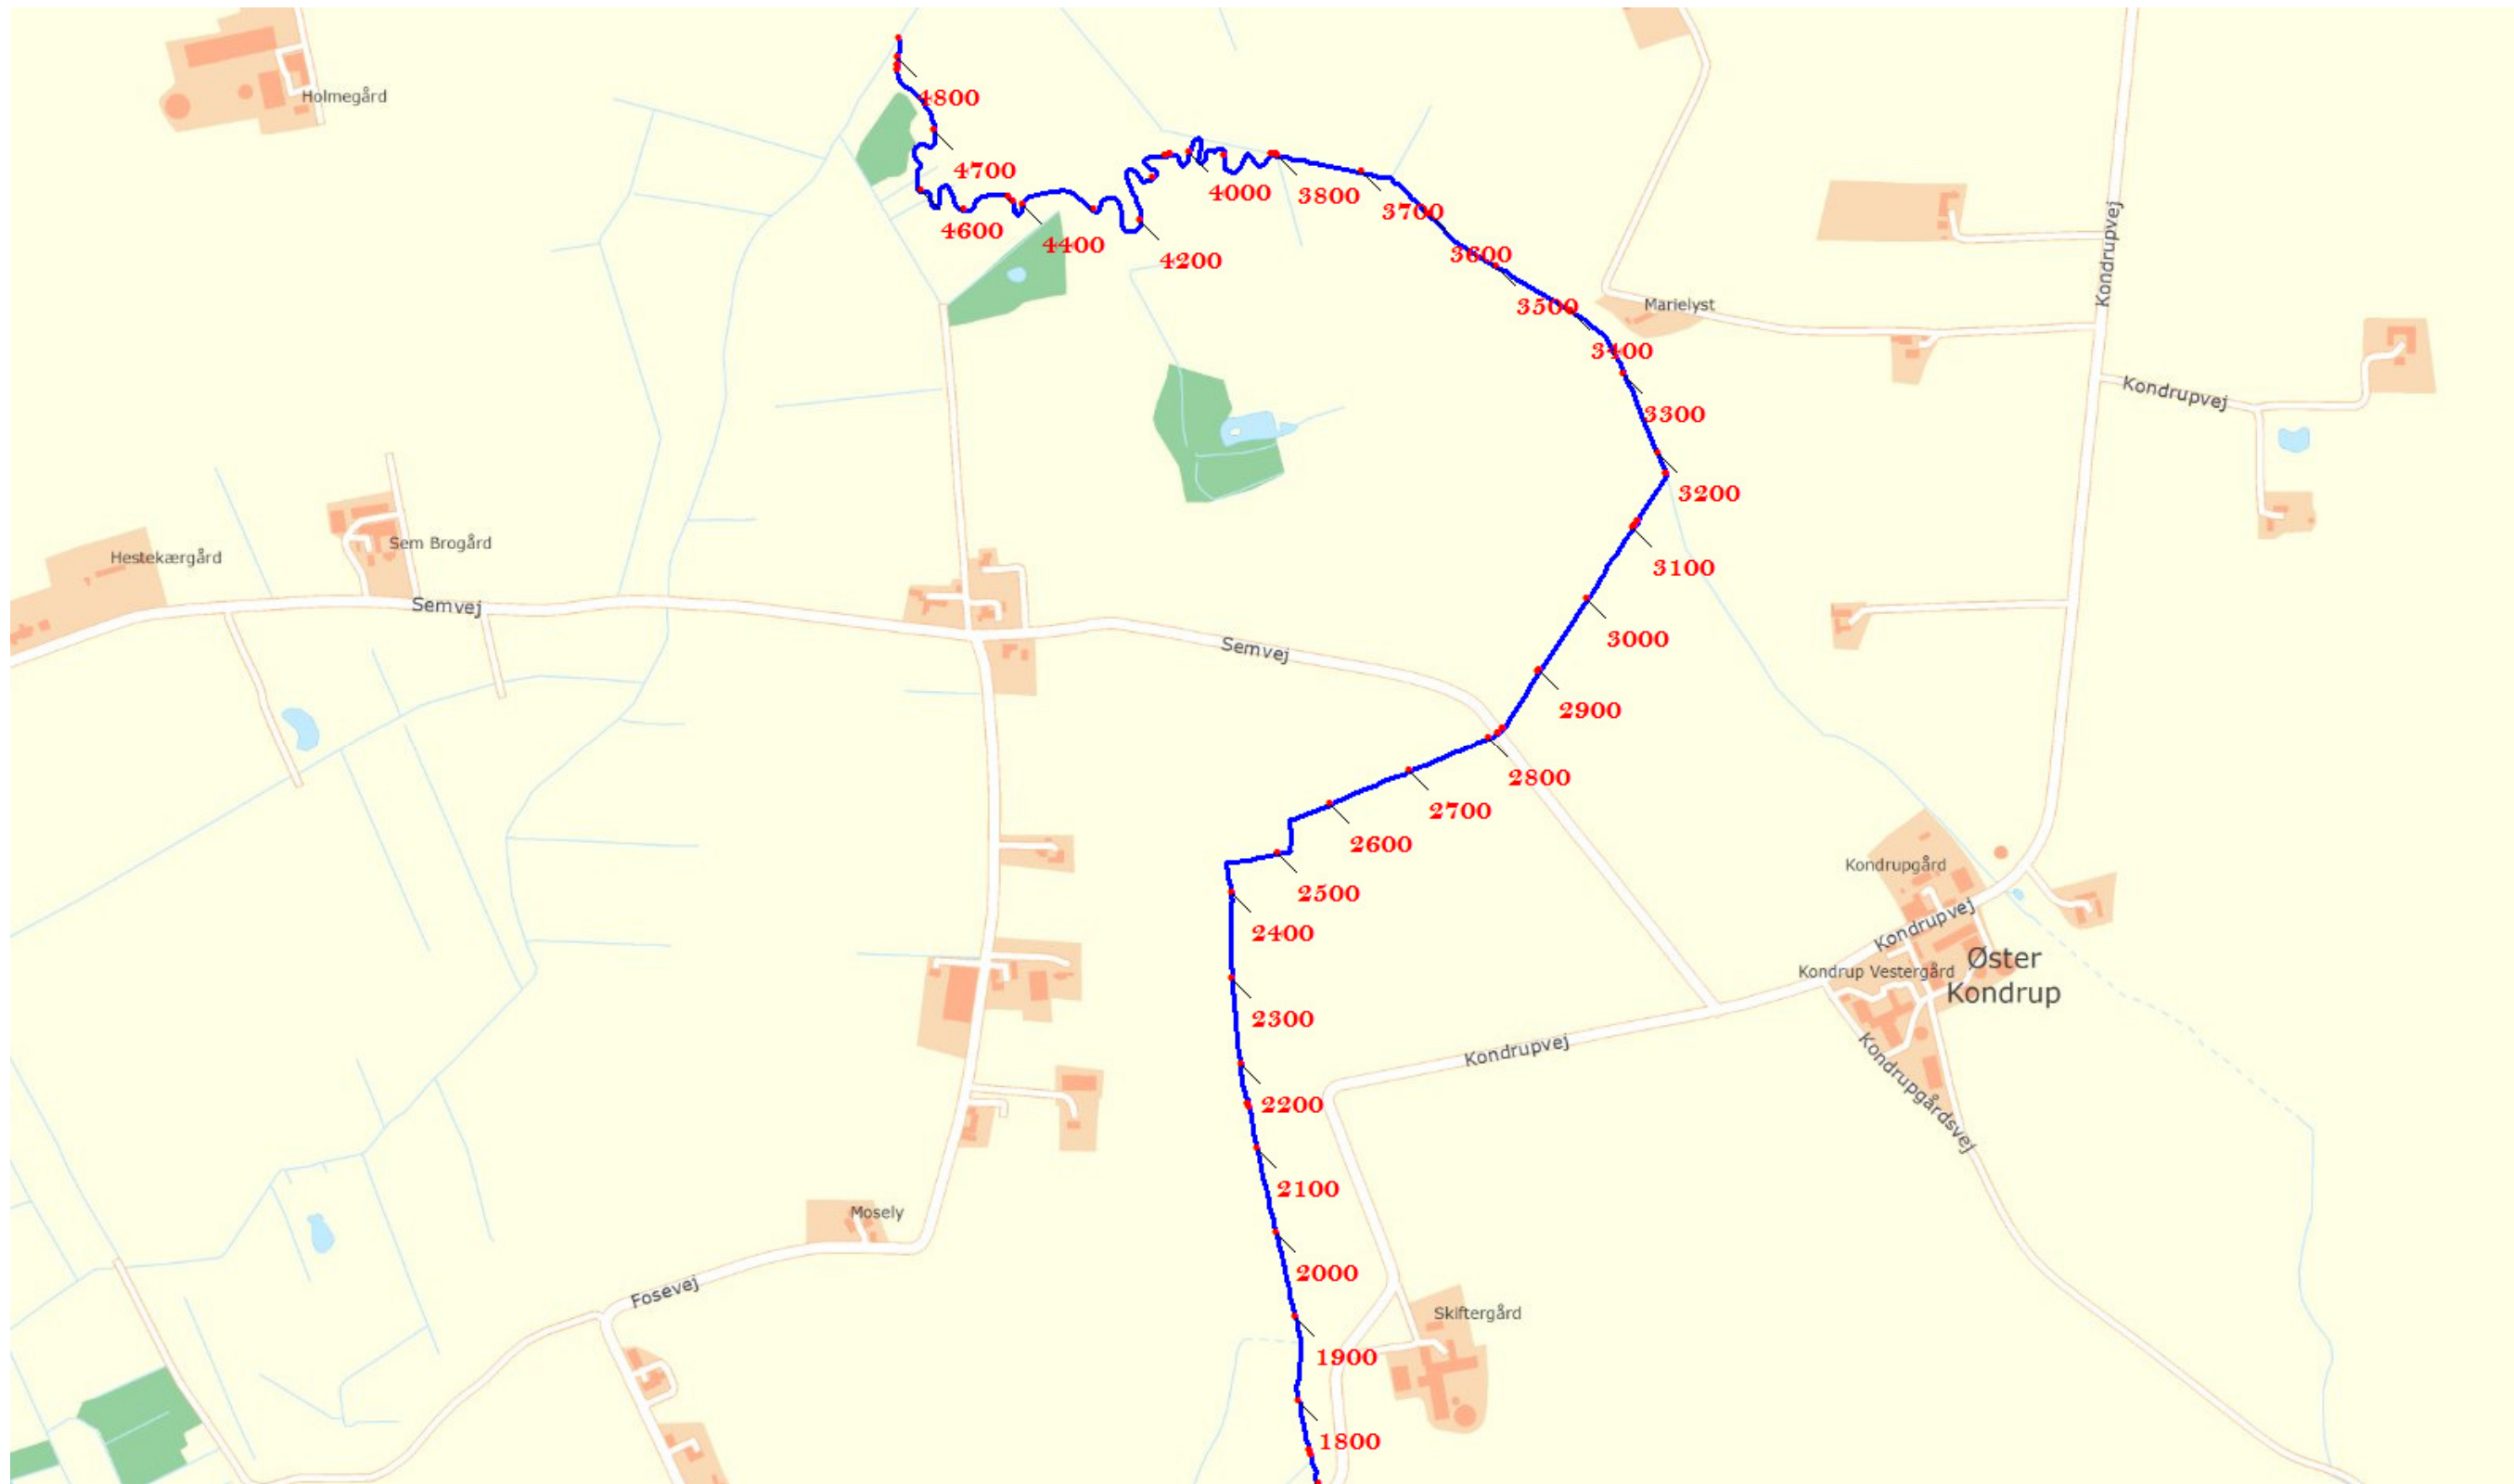 4800
Holmegård
4700
4000
3800
3700
4600
4400
4200
3600
3500
Marielyst
Kondrupvej
3400
Kondrupvej
3300
3200
Sem Brogård
Hestekærgård
3100
Semvej
3000
Semvej
2900
2800
2700
2600
Kondrupgård
2500
Kondrupvej
2400
Øster
Kondrup
Kondrup Vestergård
2300
Kondrupvej
Kondrupgårdsvej
2200
2100
Mosely
2000
Fosevej
Skiftergård
1900
1800